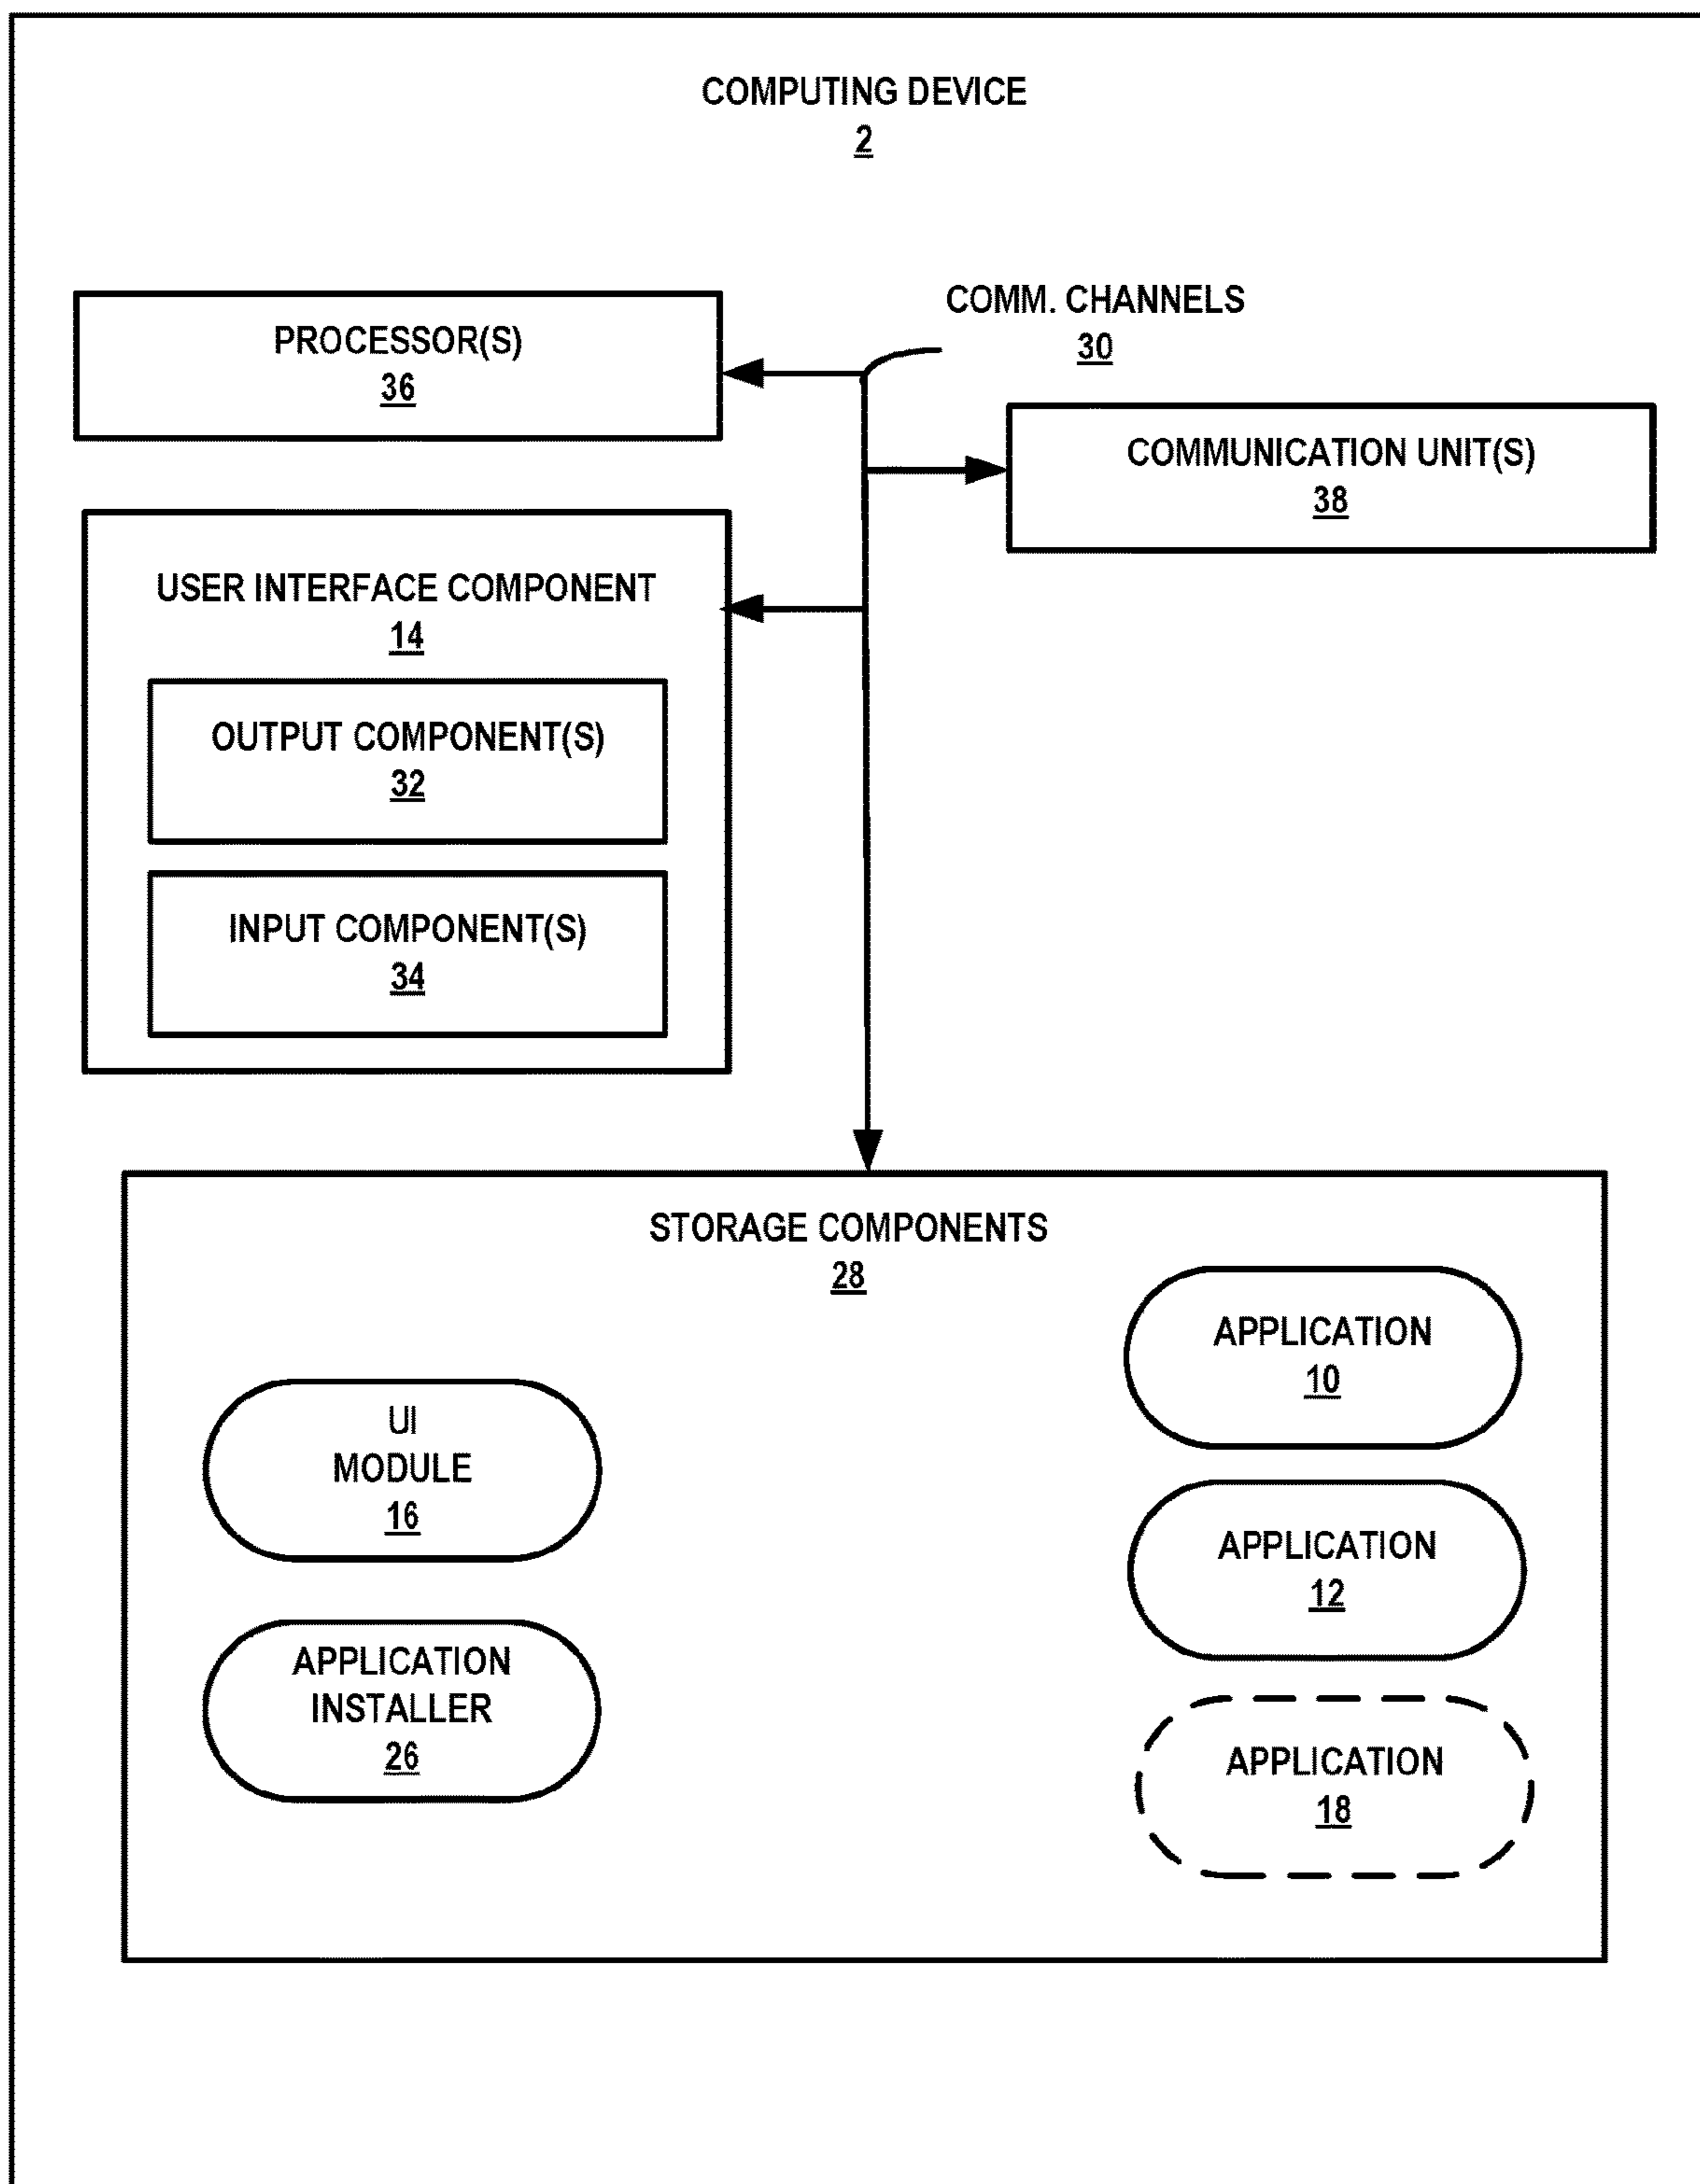 COMPUTING DEVICE
2
PROCESSOR(S)
36
COMM. CHANNELS
30
COMMUNICATION UNIT(S)
38
USER INTERFACE COMPONENT
14
OUTPUT COMPONENT(S)
32
INPUT COMPONENT(S)
34
STORAGE COMPONENTS
28
UI
MODULE
16
APPLICATION
INSTALLER
26
APPLICATION
10
APPLICATION
12
APPLICATION
18